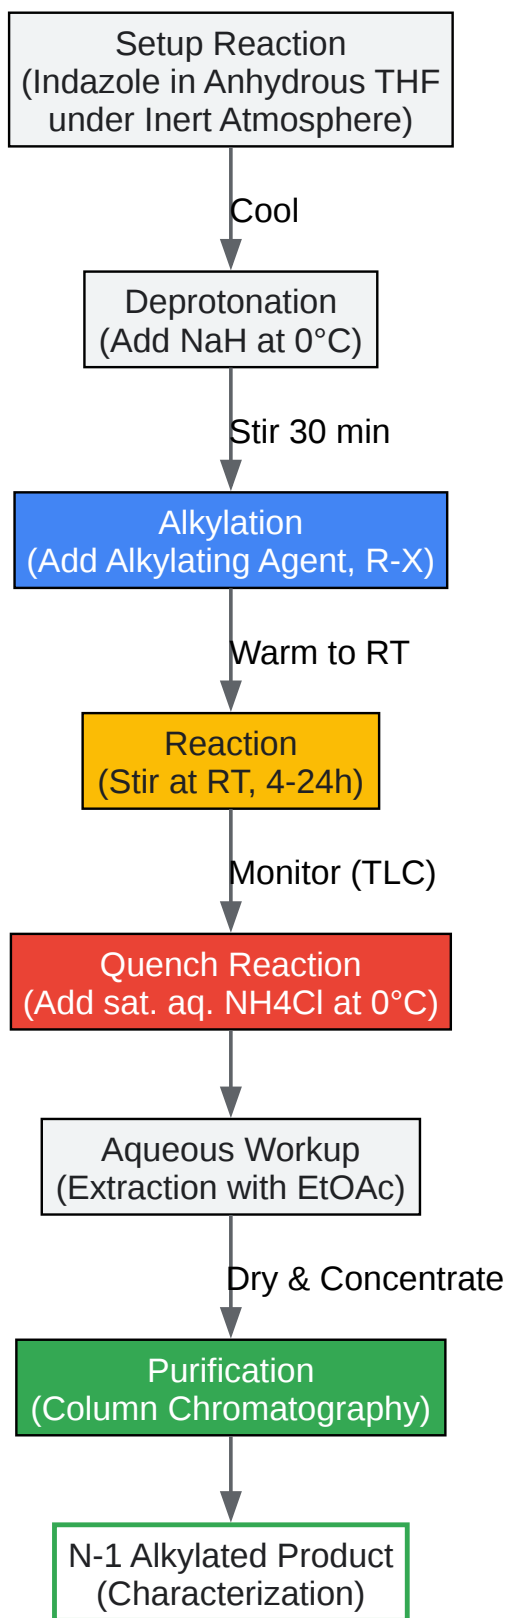 Setup Reaction
(Indazole in Anhydrous THF
under Inert Atmosphere)
Cool
Deprotonation
(Add NaH at 0°C)
Stir 30 min
Alkylation
(Add Alkylating Agent, R-X)
Warm to RT
Reaction
(Stir at RT, 4-24h)
Monitor (TLC)
Quench Reaction
(Add sat. aq. NH4Cl at 0°C)
Aqueous Workup
(Extraction with EtOAc)
Dry & Concentrate
Purification
(Column Chromatography)
N-1 Alkylated Product
(Characterization)